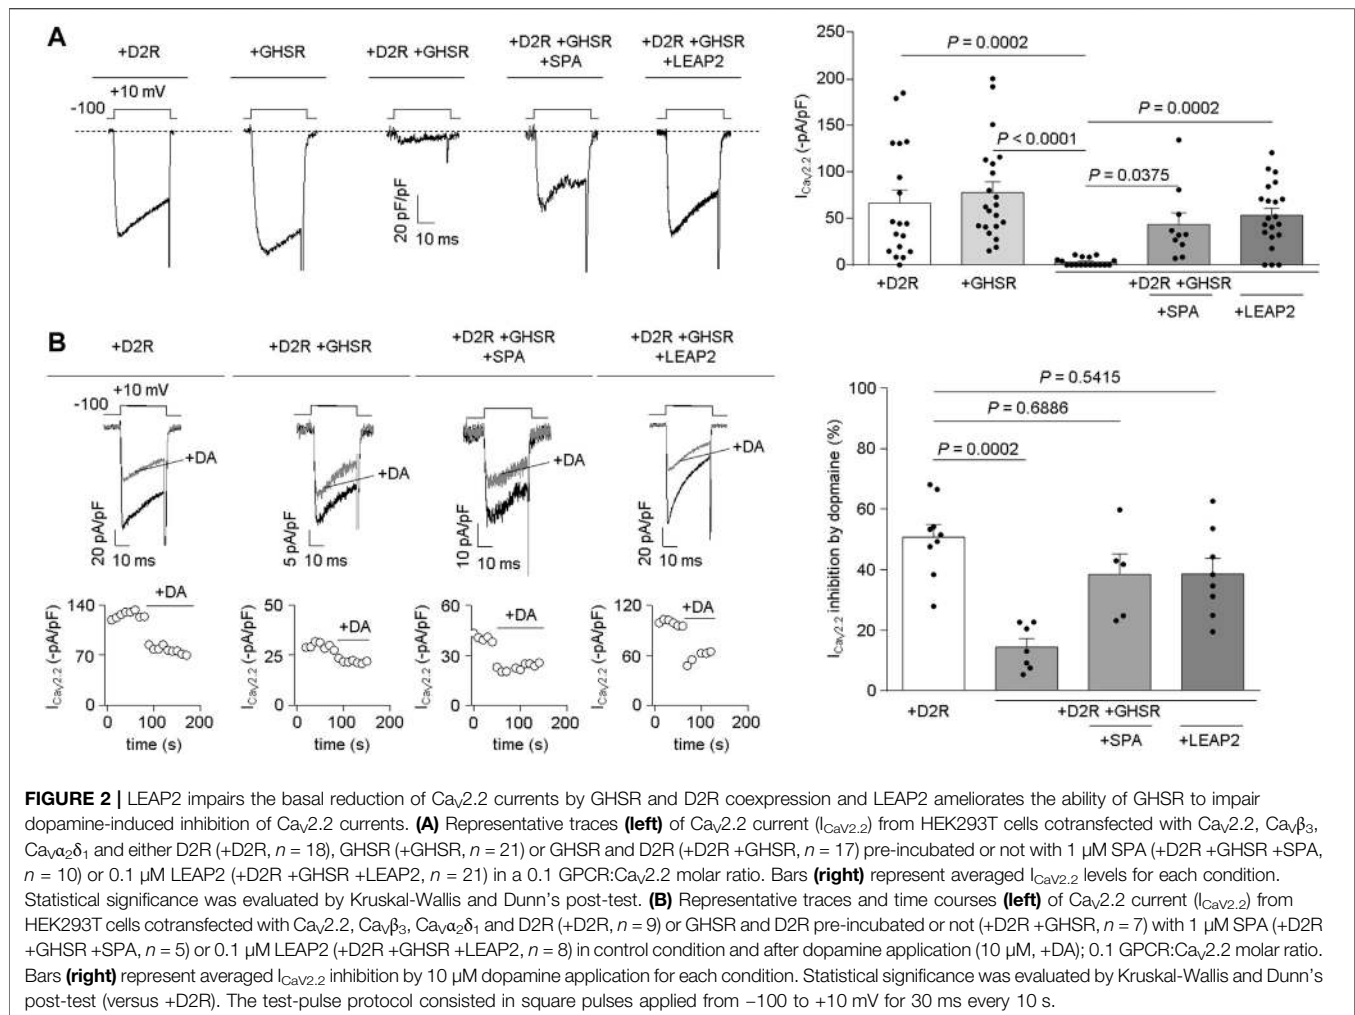 A
+D2R
+GHSR
+D2R +GHSR
+D2R +GHSR
+SPA
+D2R +GHSR
+LEAP2
+10 mV
-100
20 pF/pF
10 ms
I_CaV2.2 (-pA/pF)
250
200
150
100
50
0
P = 0.0002
P = 0.0002
P < 0.0001
P = 0.0375
+D2R
+GHSR
+D2R +GHSR
+SPA
+LEAP2
B
+D2R
+D2R +GHSR
+D2R +GHSR
+SPA
+D2R +GHSR
+LEAP2
+10 mV
-100
+DA
+DA
+DA
+DA
20 pA/pF
10 ms
5 pA/pF
10 ms
10 pA/pF
10 ms
20 pA/pF
10 ms
I_CaV2.2 (-pA/pF)
140
70
0
+DA
0 100 200
time (s)
I_CaV2.2 (-pA/pF)
50
25
0
+DA
0 100 200
time (s)
I_CaV2.2 (-pA/pF)
60
30
0
+DA
0 100 200
time (s)
I_CaV2.2 (-pA/pF)
120
60
0
+DA
0 100 200
time (s)
I_CaV2.2 inhibition by dopmaine (%)
100
80
60
40
20
0
P = 0.5415
P = 0.6886
P = 0.0002
+D2R
+D2R +GHSR
+SPA
+LEAP2
FIGURE 2 | LEAP2 impairs the basal reduction of CaV2.2 currents by GHSR and D2R coexpression and LEAP2 ameliorates the ability of GHSR to impair
dopamine-induced inhibition of CaV2.2 currents. (A) Representative traces (left) of CaV2.2 current (ICaV2.2) from HEK293T cells cotransfected with CaV2.2, CaVβ3,
CaVα2δ1 and either D2R (+D2R, n = 18), GHSR (+GHSR, n = 21) or GHSR and D2R (+D2R +GHSR, n = 17) pre-incubated or not with 1 µM SPA (+D2R +GHSR +SPA,
n = 10) or 0.1 µM LEAP2 (+D2R +GHSR +LEAP2, n = 21) in a 0.1 GPCR:CaV2.2 molar ratio. Bars (right) represent averaged ICaV2.2 levels for each condition.
Statistical significance was evaluated by Kruskal-Wallis and Dunn's post-test. (B) Representative traces and time courses (left) of CaV2.2 current (ICaV2.2) from
HEK293T cells cotransfected with CaV2.2, CaVβ3, CaVα2δ1 and D2R (+D2R, n = 9) or GHSR and D2R pre-incubated or not (+D2R +GHSR, n = 7) with 1 µM SPA (+D2R
+GHSR +SPA, n = 5) or 0.1 µM LEAP2 (+D2R +GHSR +LEAP2, n = 8) in control condition and after dopamine application (10 µM, +DA); 0.1 GPCR:CaV2.2 molar ratio.
Bars (right) represent averaged ICaV2.2 inhibition by 10 µM dopamine application for each condition. Statistical significance was evaluated by Kruskal-Wallis and Dunn's
post-test (versus +D2R). The test-pulse protocol consisted in square pulses applied from −100 to +10 mV for 30 ms every 10 s.